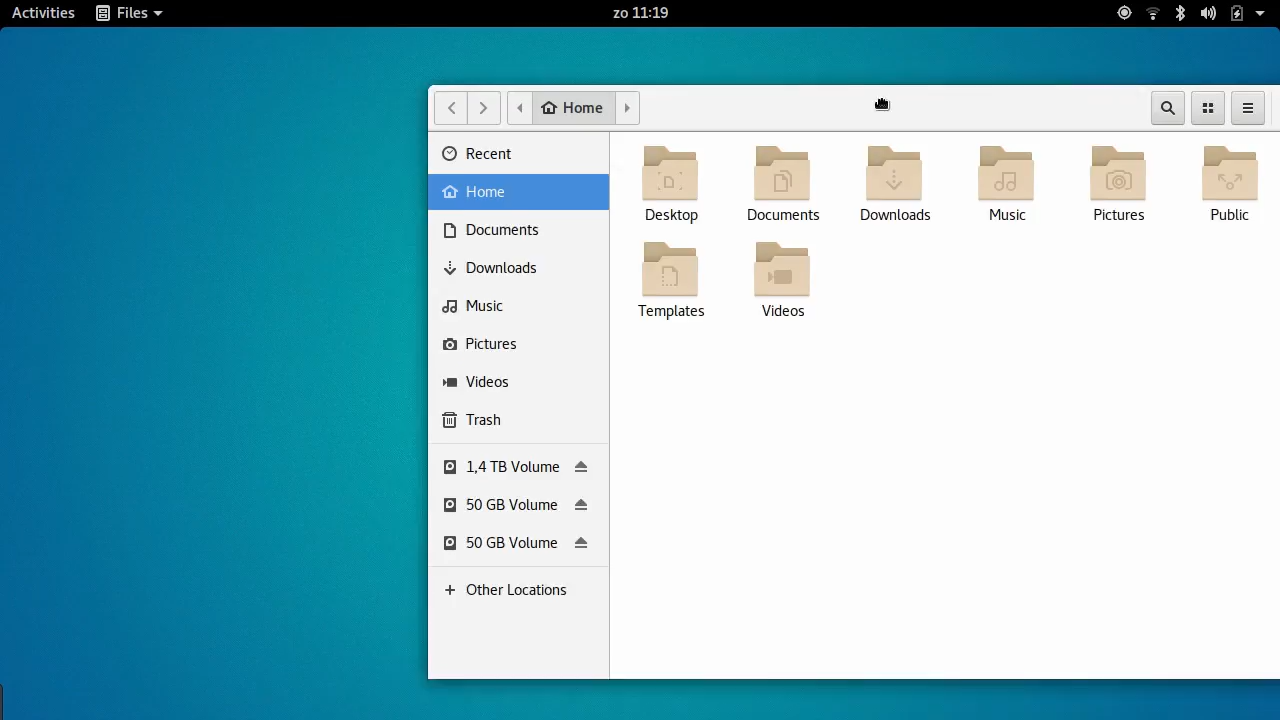 Activities Files zo 11:19
Home
Recent
Home
Documents
Downloads
Music
Pictures
Videos
Trash
1,4 TB Volume
50 GB Volume
50 GB Volume
Other Locations
Desktop Documents Downloads Music Pictures Public
Templates Videos